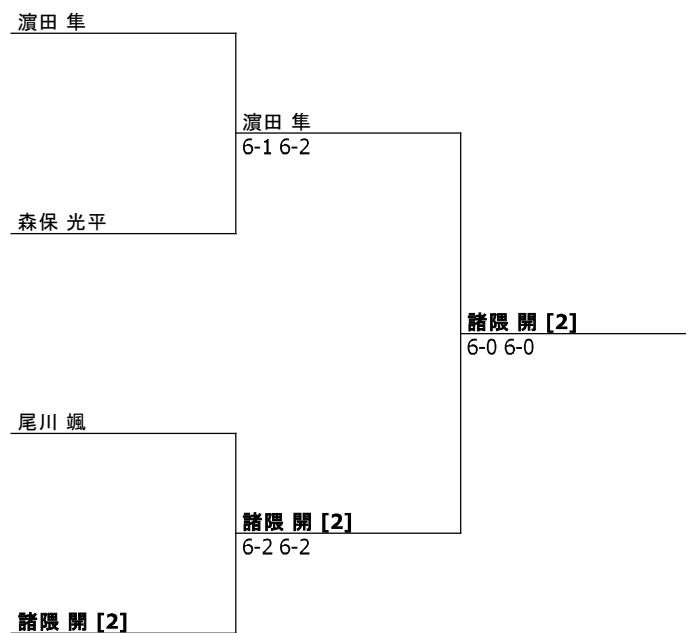 濵田 隼
濵田 隼
6-1 6-2
森保 光平
諸隈 開 [2]
6-0 6-0
尾川 颯
諸隈 開 [2]
6-2 6-2
諸隈 開 [2]